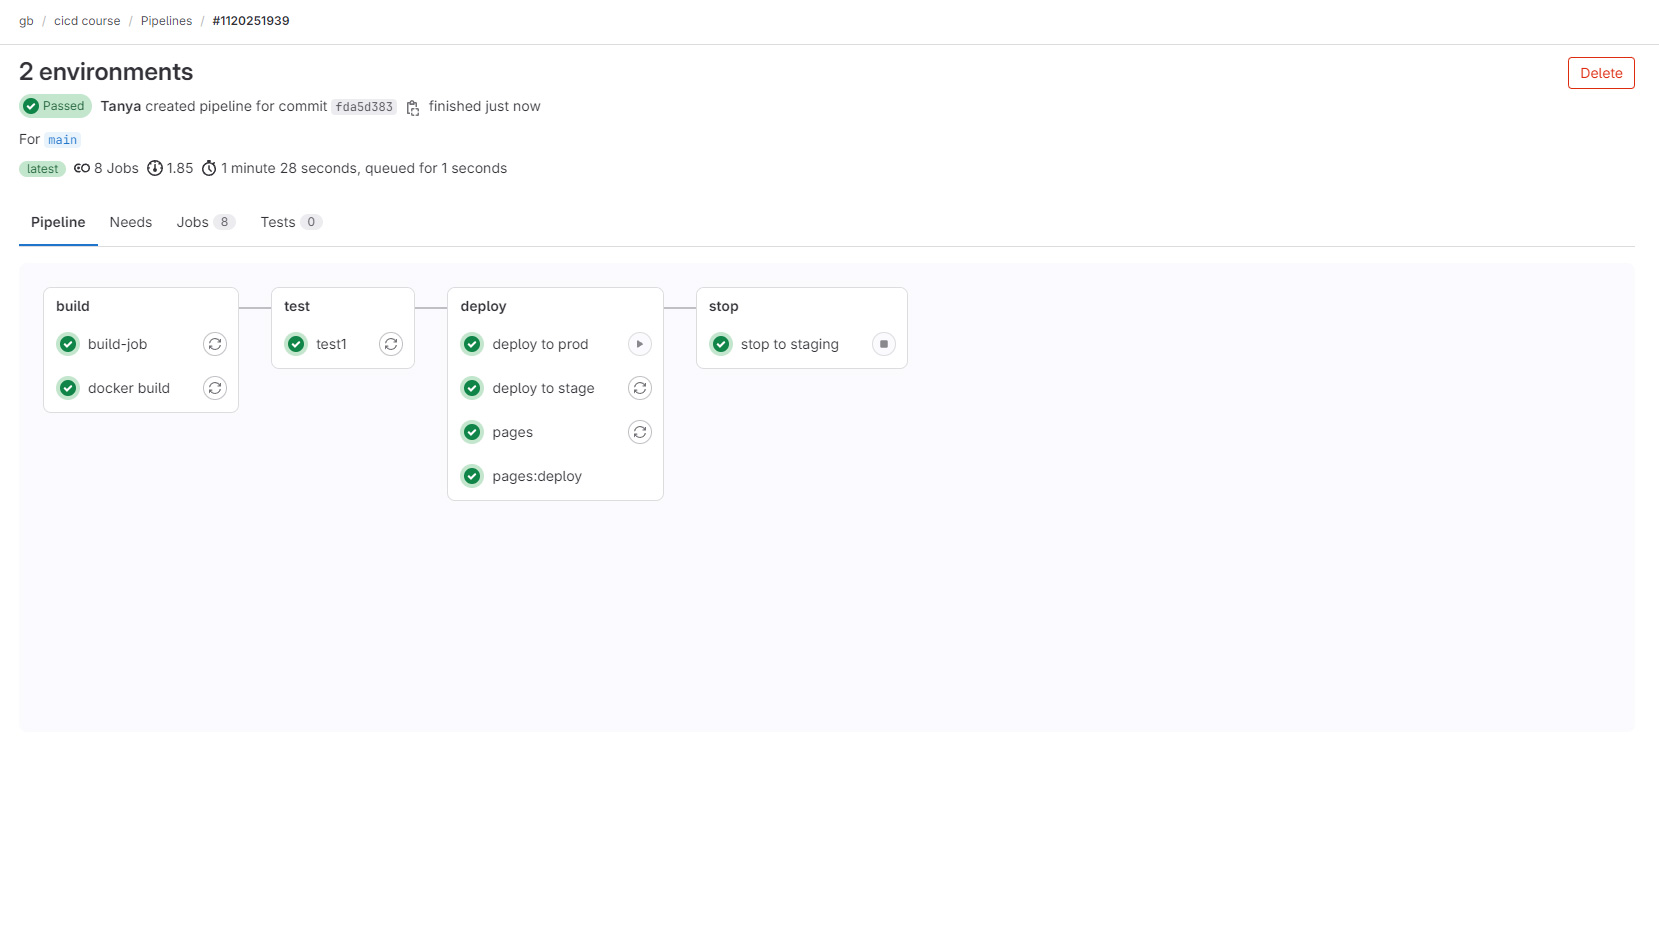 gb / cicd course / Pipelines / #1120251939
2 environments
Delete
Passed Tanya created pipeline for commit fda5d383 finished just now
For main
latest 8 Jobs 1.85 1 minute 28 seconds, queued for 1 seconds
Pipeline Needs Jobs 8 Tests 0
build
build-job
docker build
test
test1
deploy
deploy to prod
deploy to stage
pages
pages:deploy
stop
stop to staging